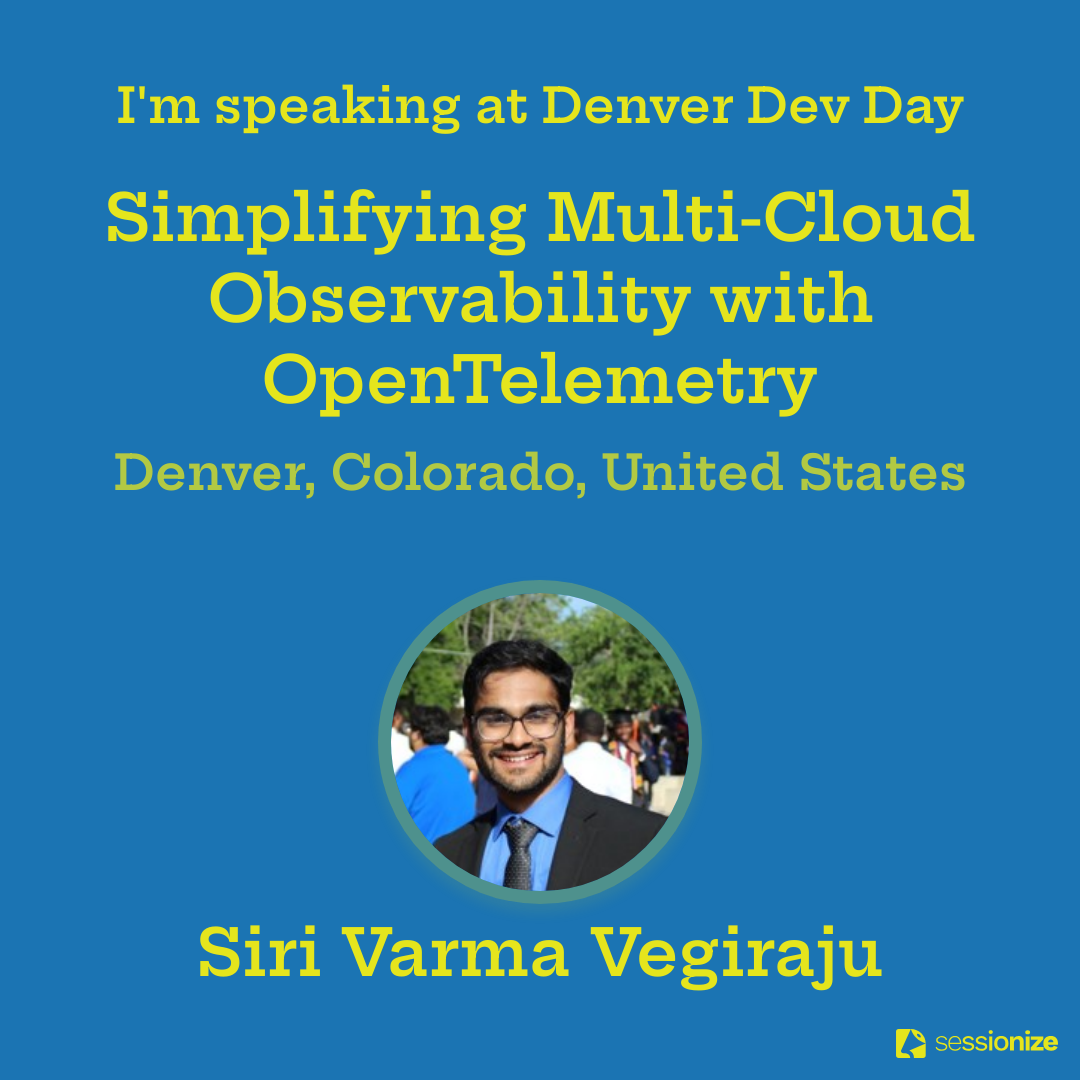 I'm speaking at Denver Dev Day
Simplifying Multi-Cloud
Observability with
OpenTelemetry
Denver, Colorado, United States
Siri Varma Vegiraju
sessionize